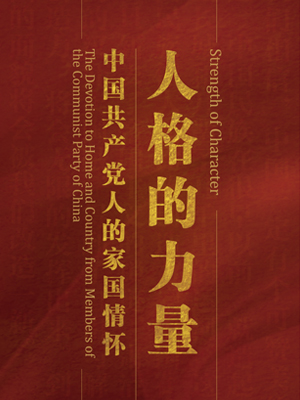 人格的力量
Strength of Character
中国共产党人的家国情怀
The Devotion to Home and Country from Members of
the Communist Party of China